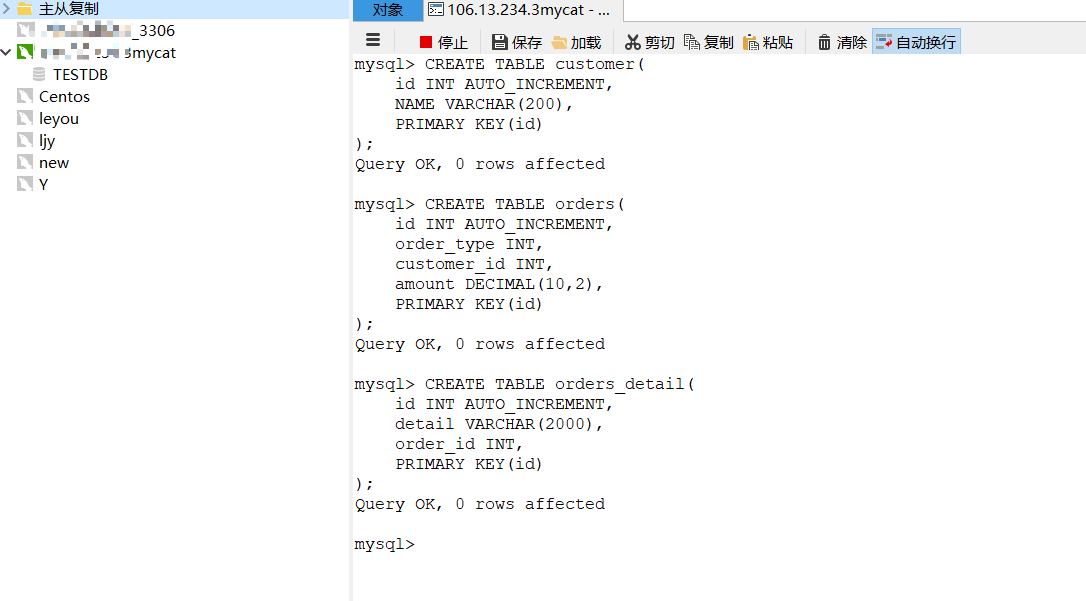 主从复制
_3306
mycat
TESTDB
Centos
leyou
ljy
new
Y
对象
106.13.234.3mycat - ...
停止 保存 加载 剪切 复制 粘贴 清除 自动换行
mysql> CREATE TABLE customer(
id INT AUTO_INCREMENT,
NAME VARCHAR(200),
PRIMARY KEY(id)
);
Query OK, 0 rows affected
mysql> CREATE TABLE orders(
id INT AUTO_INCREMENT,
order_type INT,
customer_id INT,
amount DECIMAL(10,2),
PRIMARY KEY(id)
);
Query OK, 0 rows affected
mysql> CREATE TABLE orders_detail(
id INT AUTO_INCREMENT,
detail VARCHAR(2000),
order_id INT,
PRIMARY KEY(id)
);
Query OK, 0 rows affected
mysql>